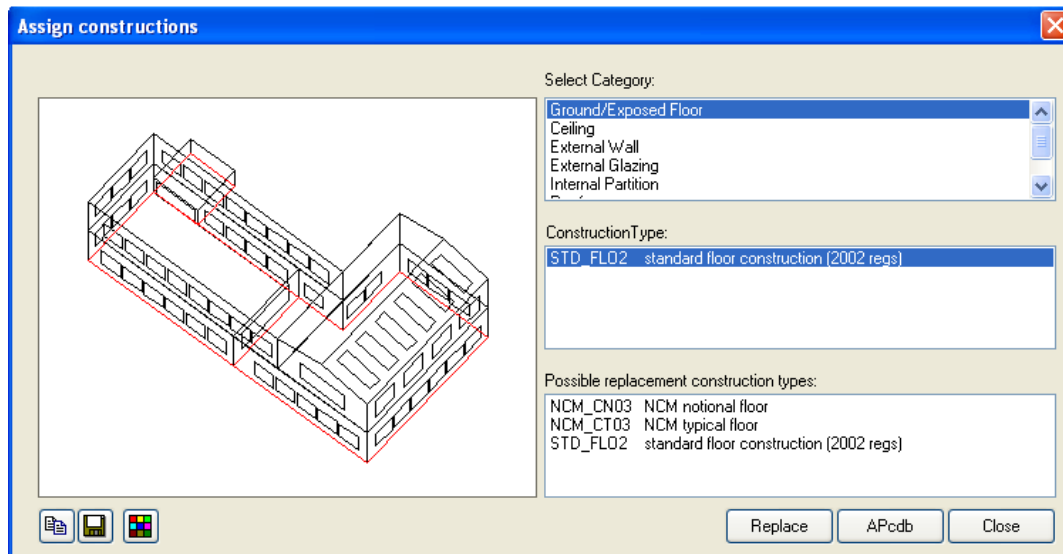 Assign constructions
Select Category:
Ground/Exposed Floor
Ceiling
External Wall
External Glazing
Internal Partition
ConstructionType:
STD_FLO2 standard floor construction (2002 regs)
Possible replacement construction types:
NCM_CN03 NCM notional floor
NCM_CT03 NCM typical floor
STD_FLO2 standard floor construction (2002 regs)
Replace APcdb Close